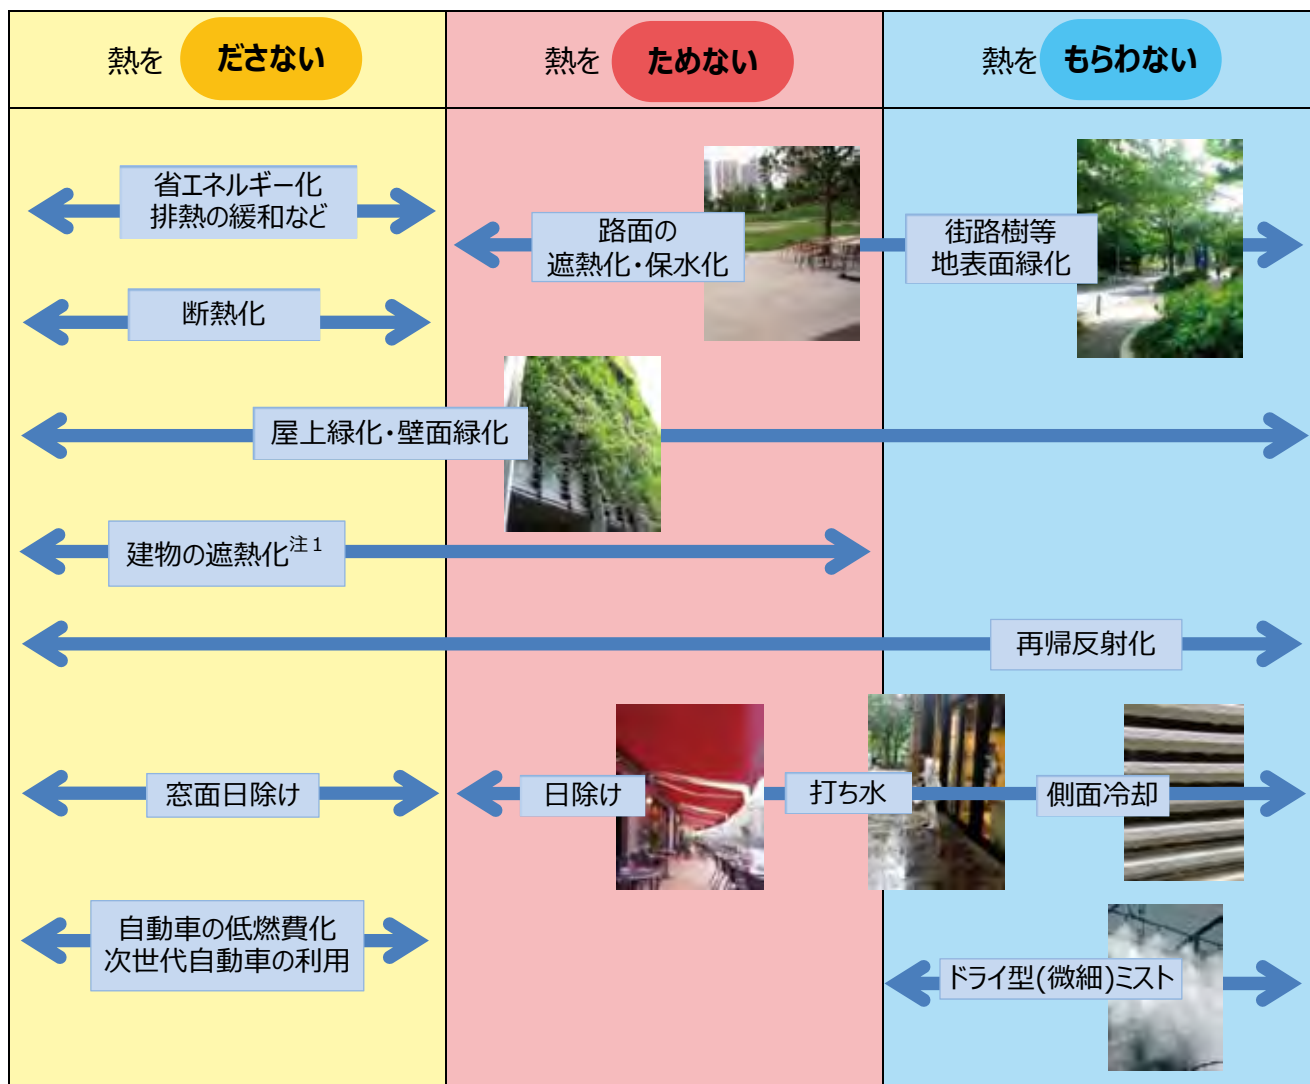 熱を ださない
熱を ためない
熱を もらわない
省エネルギー化
排熱の緩和など
路面の
遮熱化・保水化
街路樹等
地表面緑化
断熱化
屋上緑化・壁面緑化
建物の遮熱化注1
再帰反射化
窓面日除け
日除け
打ち水
側面冷却
自動車の低燃費化
次世代自動車の利用
ドライ型(微細)ミスト